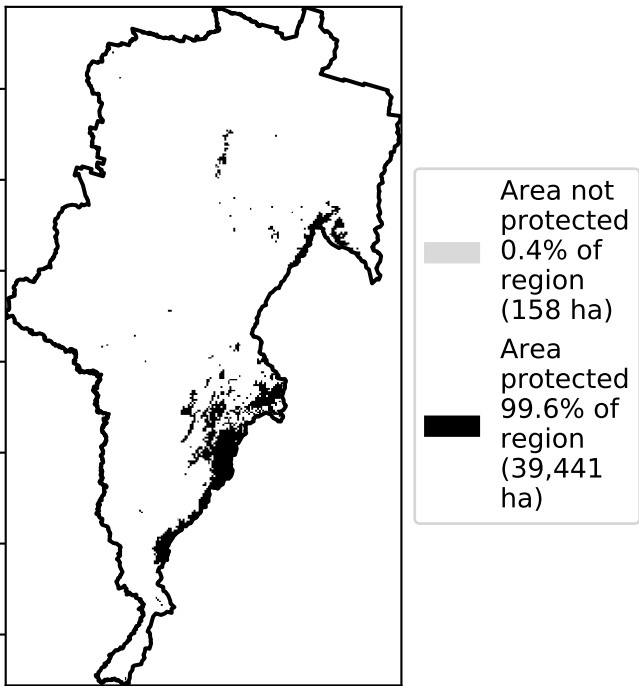 Area not
protected
0.4% of
region
(158 ha)
Area
protected
99.6% of
region
(39,441
ha)